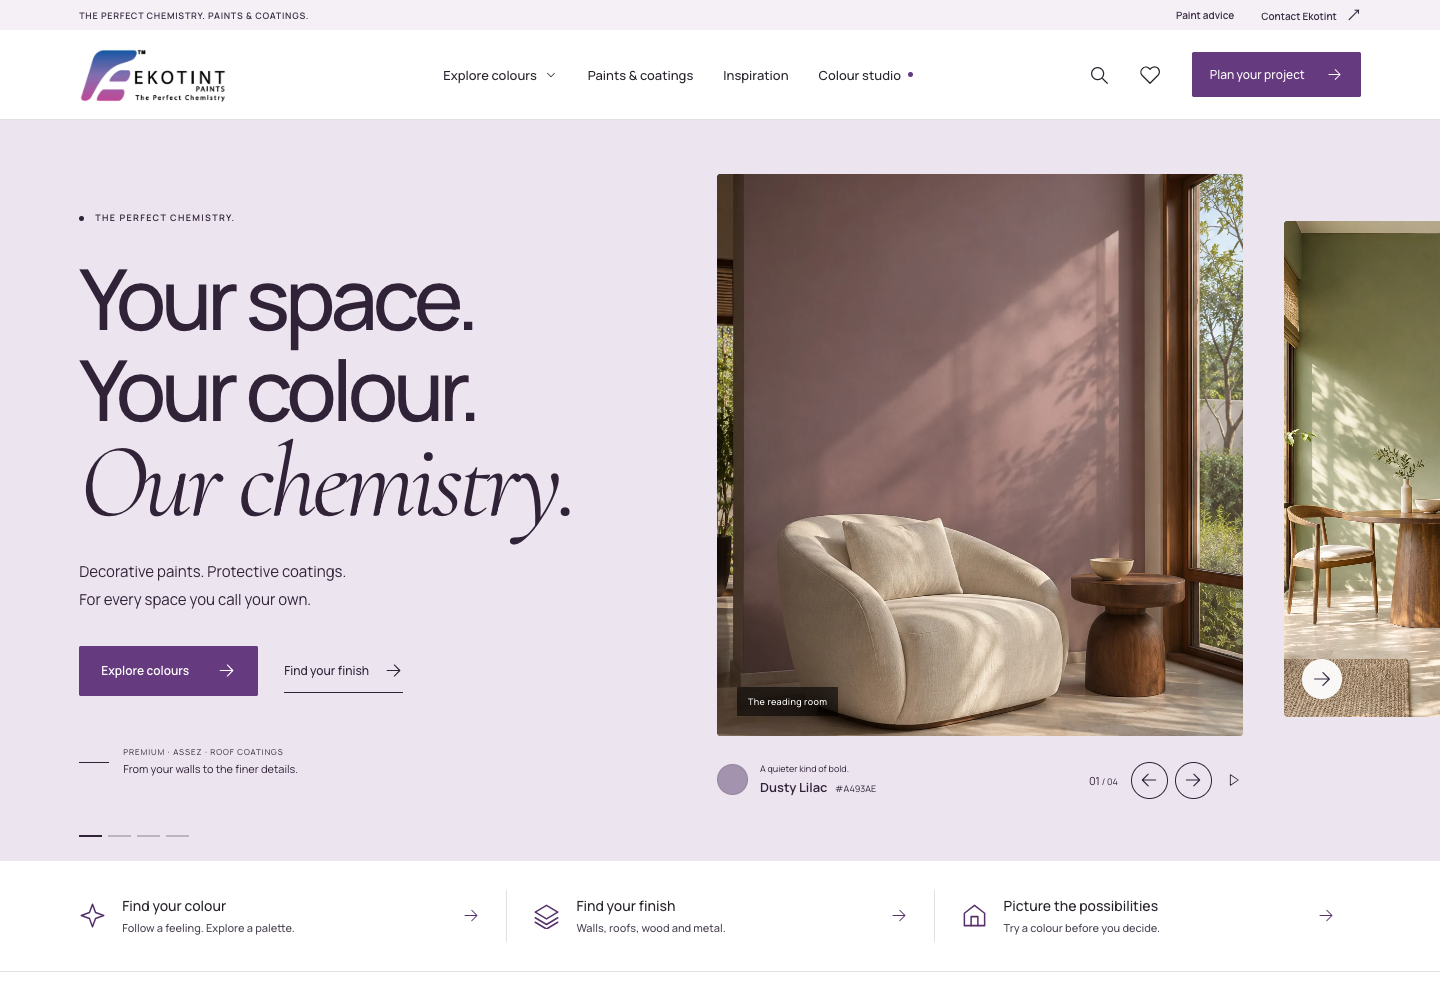 THE PERFECT CHEMISTRY. PAINTS & COATINGS.
Paint advice
Contact Ekotint
EKOTINT
TM
PAINTS
The Perfect Chemistry
Explore colours
Paints & coatings
Inspiration
Colour studio
Plan your project
THE PERFECT CHEMISTRY.
Your space.
Your colour.
Our chemistry.
Decorative paints. Protective coatings.
For every space you call your own.
Explore colours
Find your finish
PREMIUM · ASSEZ · ROOF COATINGS
From your walls to the finer details.
The reading room
A quieter kind of bold.
Dusty Lilac #A493AE
01 / 04
Find your colour
Follow a feeling. Explore a palette.
Find your finish
Walls, roofs, wood and metal.
Picture the possibilities
Try a colour before you decide.